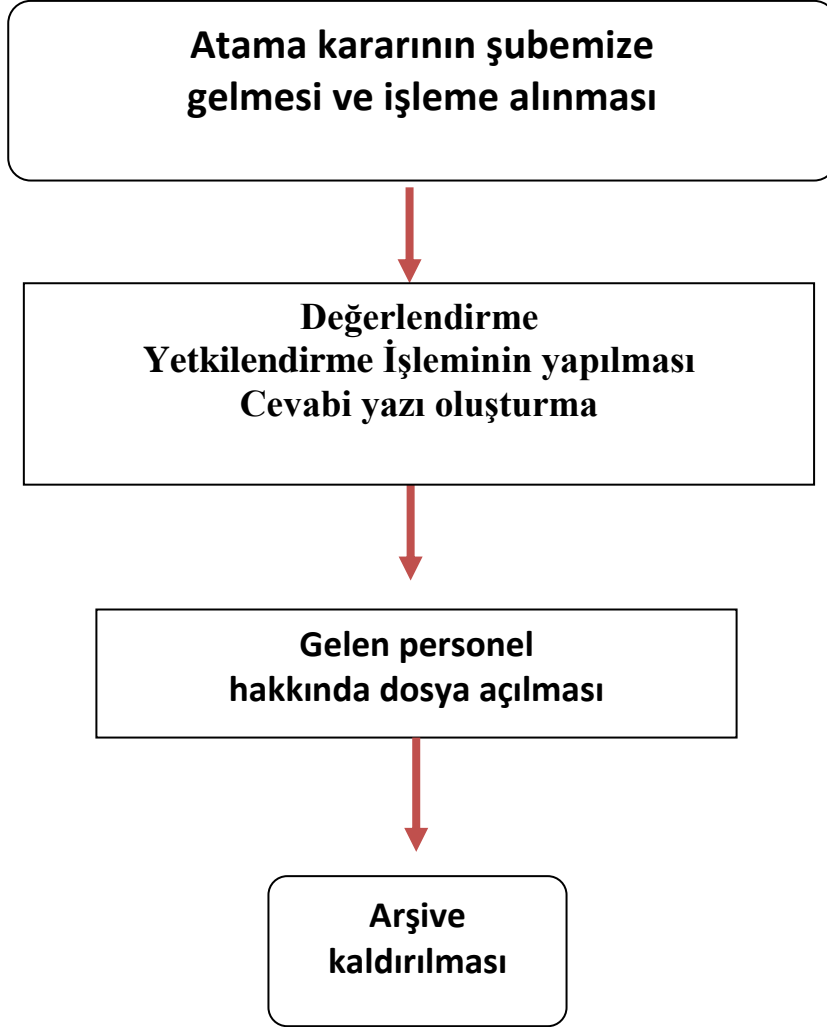 Atama kararının şubemize
gelmesi ve işleme alınması
Değerlendirme
Yetkilendirme İşleminin yapılması
Cevabi yazı oluşturma
Gelen personel
hakkında dosya açılması
Arşive
kaldırılması